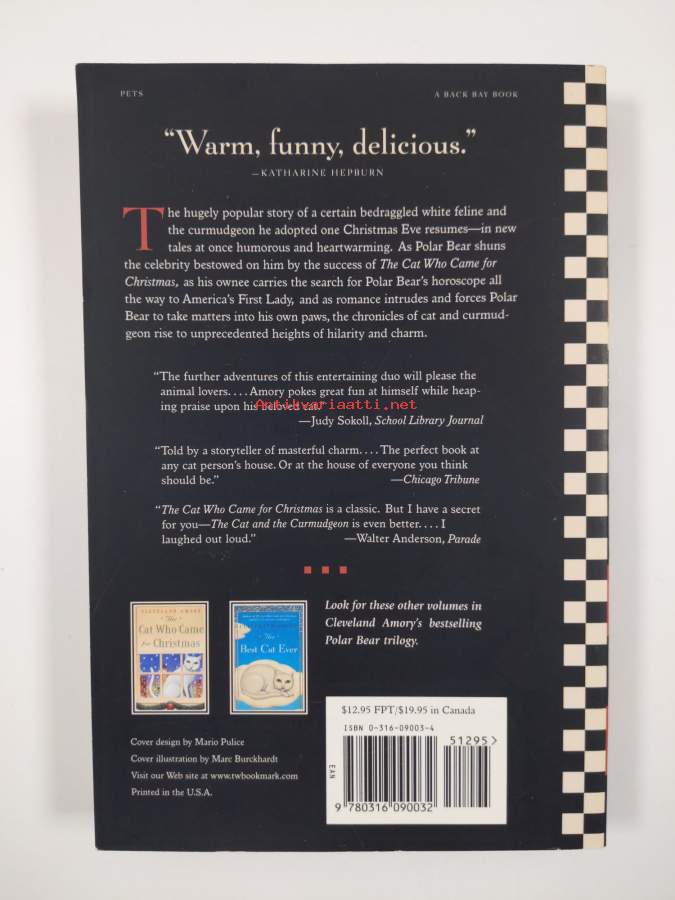 PETS
A BACK BAY BOOK
“Warm, funny, delicious.”
—KATHARINE HEPBURN
The hugely popular story of a certain bedraggled white feline and
the curmudgeon he adopted one Christmas Eve resumes—in new
tales at once humorous and heartwarming. As Polar Bear shuns
the celebrity bestowed on him by the success of The Cat Who Came for
Christmas, as his ownee carries the search for Polar Bear’s horoscope all
the way to America’s First Lady, and as romance intrudes and forces Polar
Bear to take matters into his own paws, the chronicles of cat and curmud-
geon rise to unprecedented heights of hilarity and charm.
“The further adventures of this entertaining duo will please the
animal lovers. . . . Amory pokes great fun at himself while heap-
ing praise upon his beloved cat.”
Antikvariaatti.net
—Judy Sokoll, School Library Journal
“Told by a storyteller of masterful charm. . . . The perfect book at
any cat person’s house. Or at the house of everyone you think
should be.”
—Chicago Tribune
“The Cat Who Came for Christmas is a classic. But I have a secret
for you—The Cat and the Curmudgeon is even better. . . . I
laughed out loud.”
—Walter Anderson, Parade
CLEVELAND AMORY
The
Cat Who Came
for Christmas
The
Best Cat Ever
Look for these other volumes in
Cleveland Amory’s bestselling
Polar Bear trilogy.
$12.95 FPT/$19.95 in Canada
ISBN 0-316-09003-4
51295>
EAN
9 780316 090032
Cover design by Mario Pulice
Cover illustration by Marc Burckhardt
Visit our Web site at www.twbookmark.com
Printed in the U.S.A.